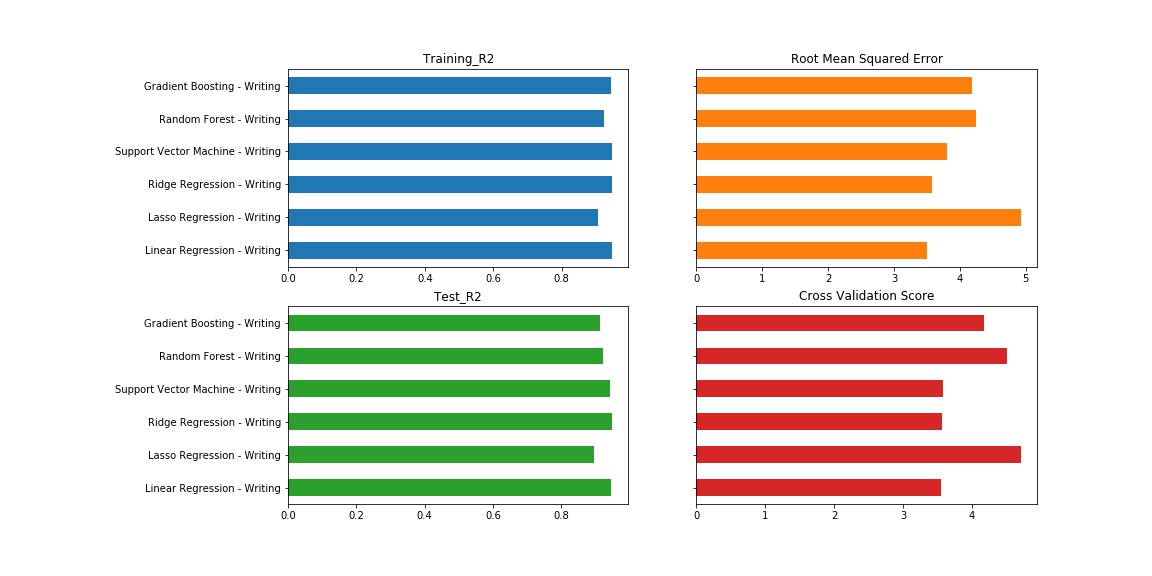 Training_R2
Gradient Boosting - Writing
Random Forest - Writing
Support Vector Machine - Writing
Ridge Regression - Writing
Lasso Regression - Writing
Linear Regression - Writing
0.0 0.2 0.4 0.6 0.8
Root Mean Squared Error
0 1 2 3 4 5
Test_R2
Gradient Boosting - Writing
Random Forest - Writing
Support Vector Machine - Writing
Ridge Regression - Writing
Lasso Regression - Writing
Linear Regression - Writing
0.0 0.2 0.4 0.6 0.8
Cross Validation Score
0 1 2 3 4